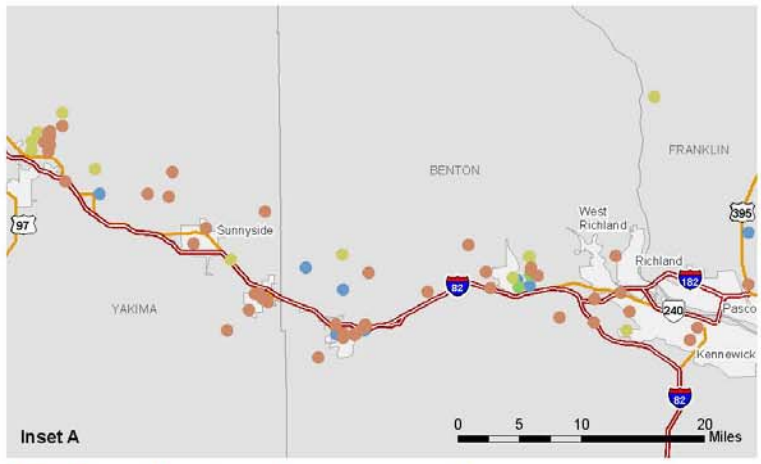 FRANKLIN
BENTON
West
Richland
395
97
Sunnyside
Richland
182
82
YAKIMA
240
Pasco
Kennewick
82
0 5 10 20
Miles
Inset A